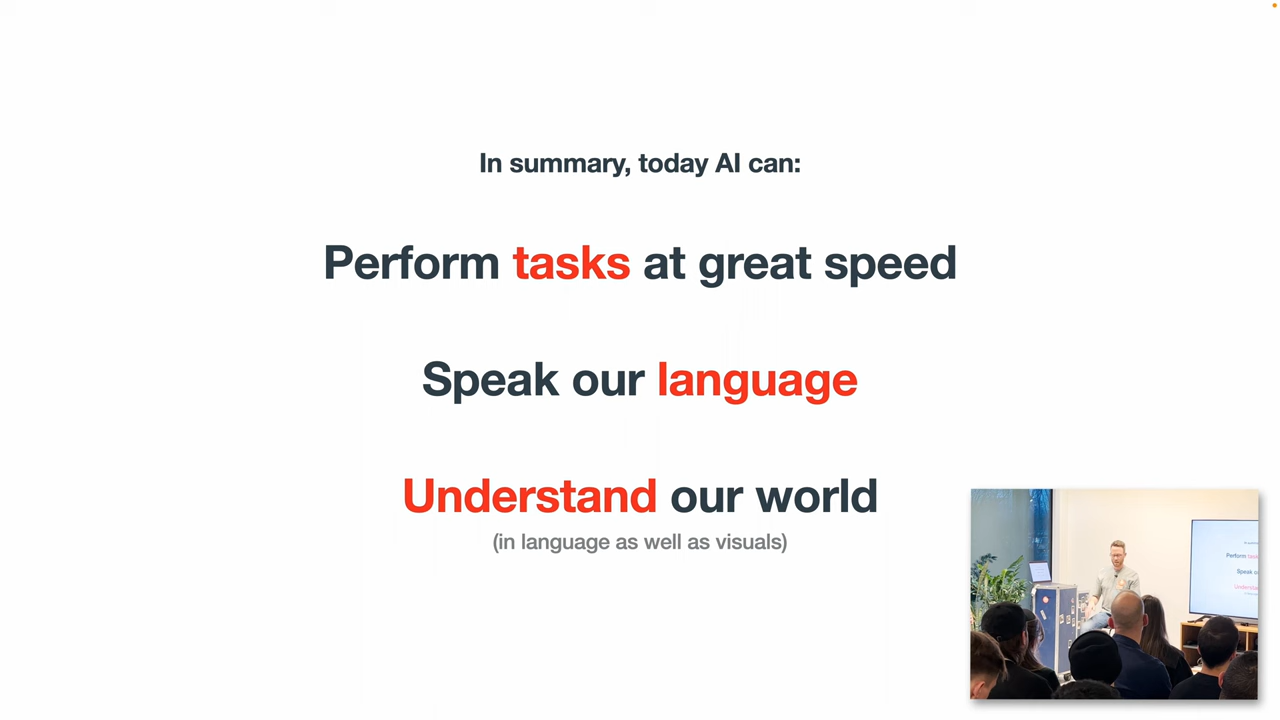 In summary, today AI can:
Perform tasks at great speed
Speak our language
Understand our world
(in language as well as visuals)